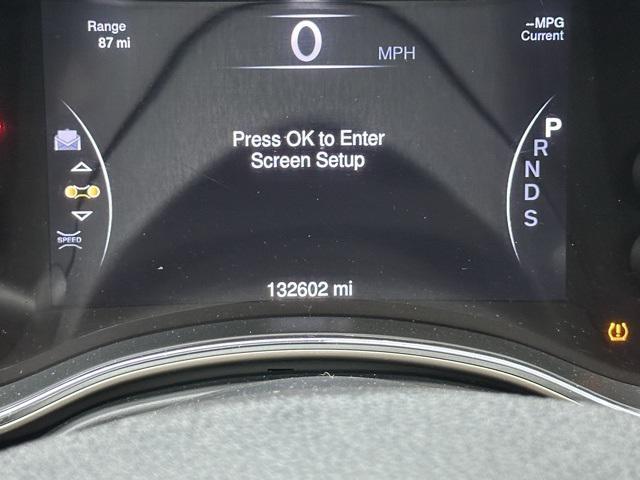 Range
87 mi
0
MPH
--MPG
Current
Press OK to Enter
Screen Setup
SPEED
P
R
N
D
S
132602 mi